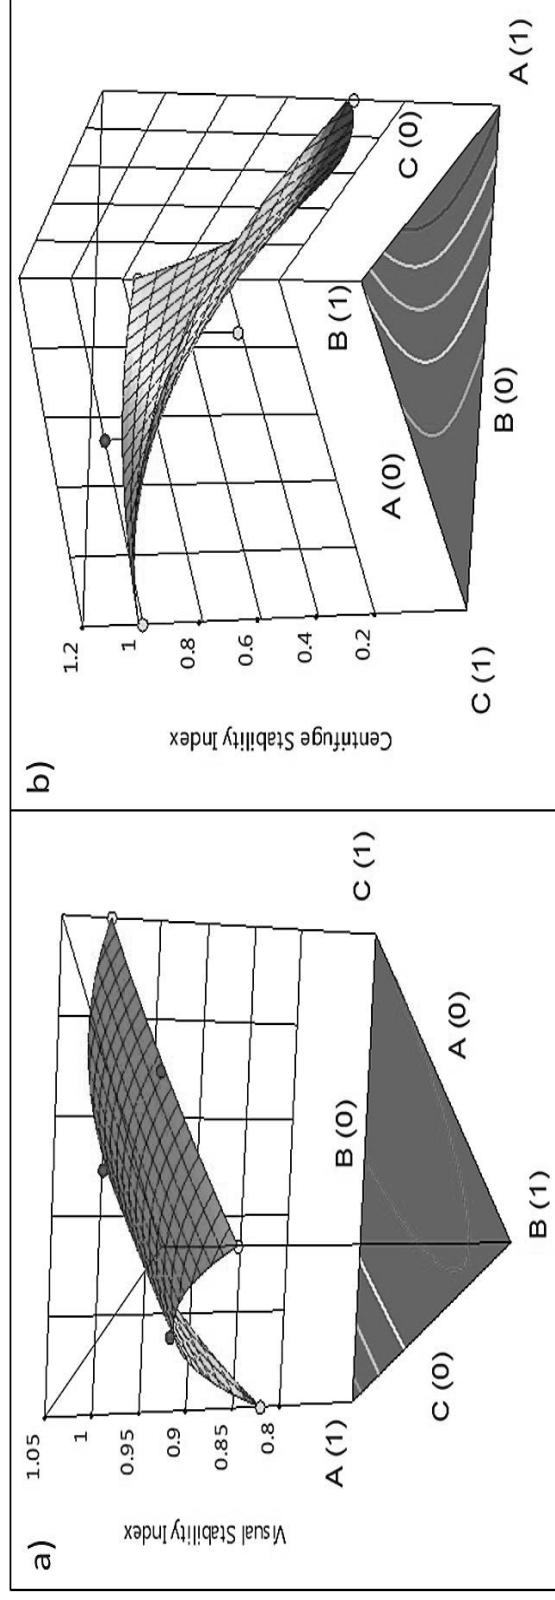 a)
Visual Stability Index
1.05
1
0.95
0.9
0.85
0.8
A (1)
B (0)
C (1)
C (0)
A (0)
B (1)
b)
Centrifuge Stability Index
1.2
1
0.8
0.6
0.4
0.2
B (1)
C (0)
A (0)
A (1)
C (1)
B (0)